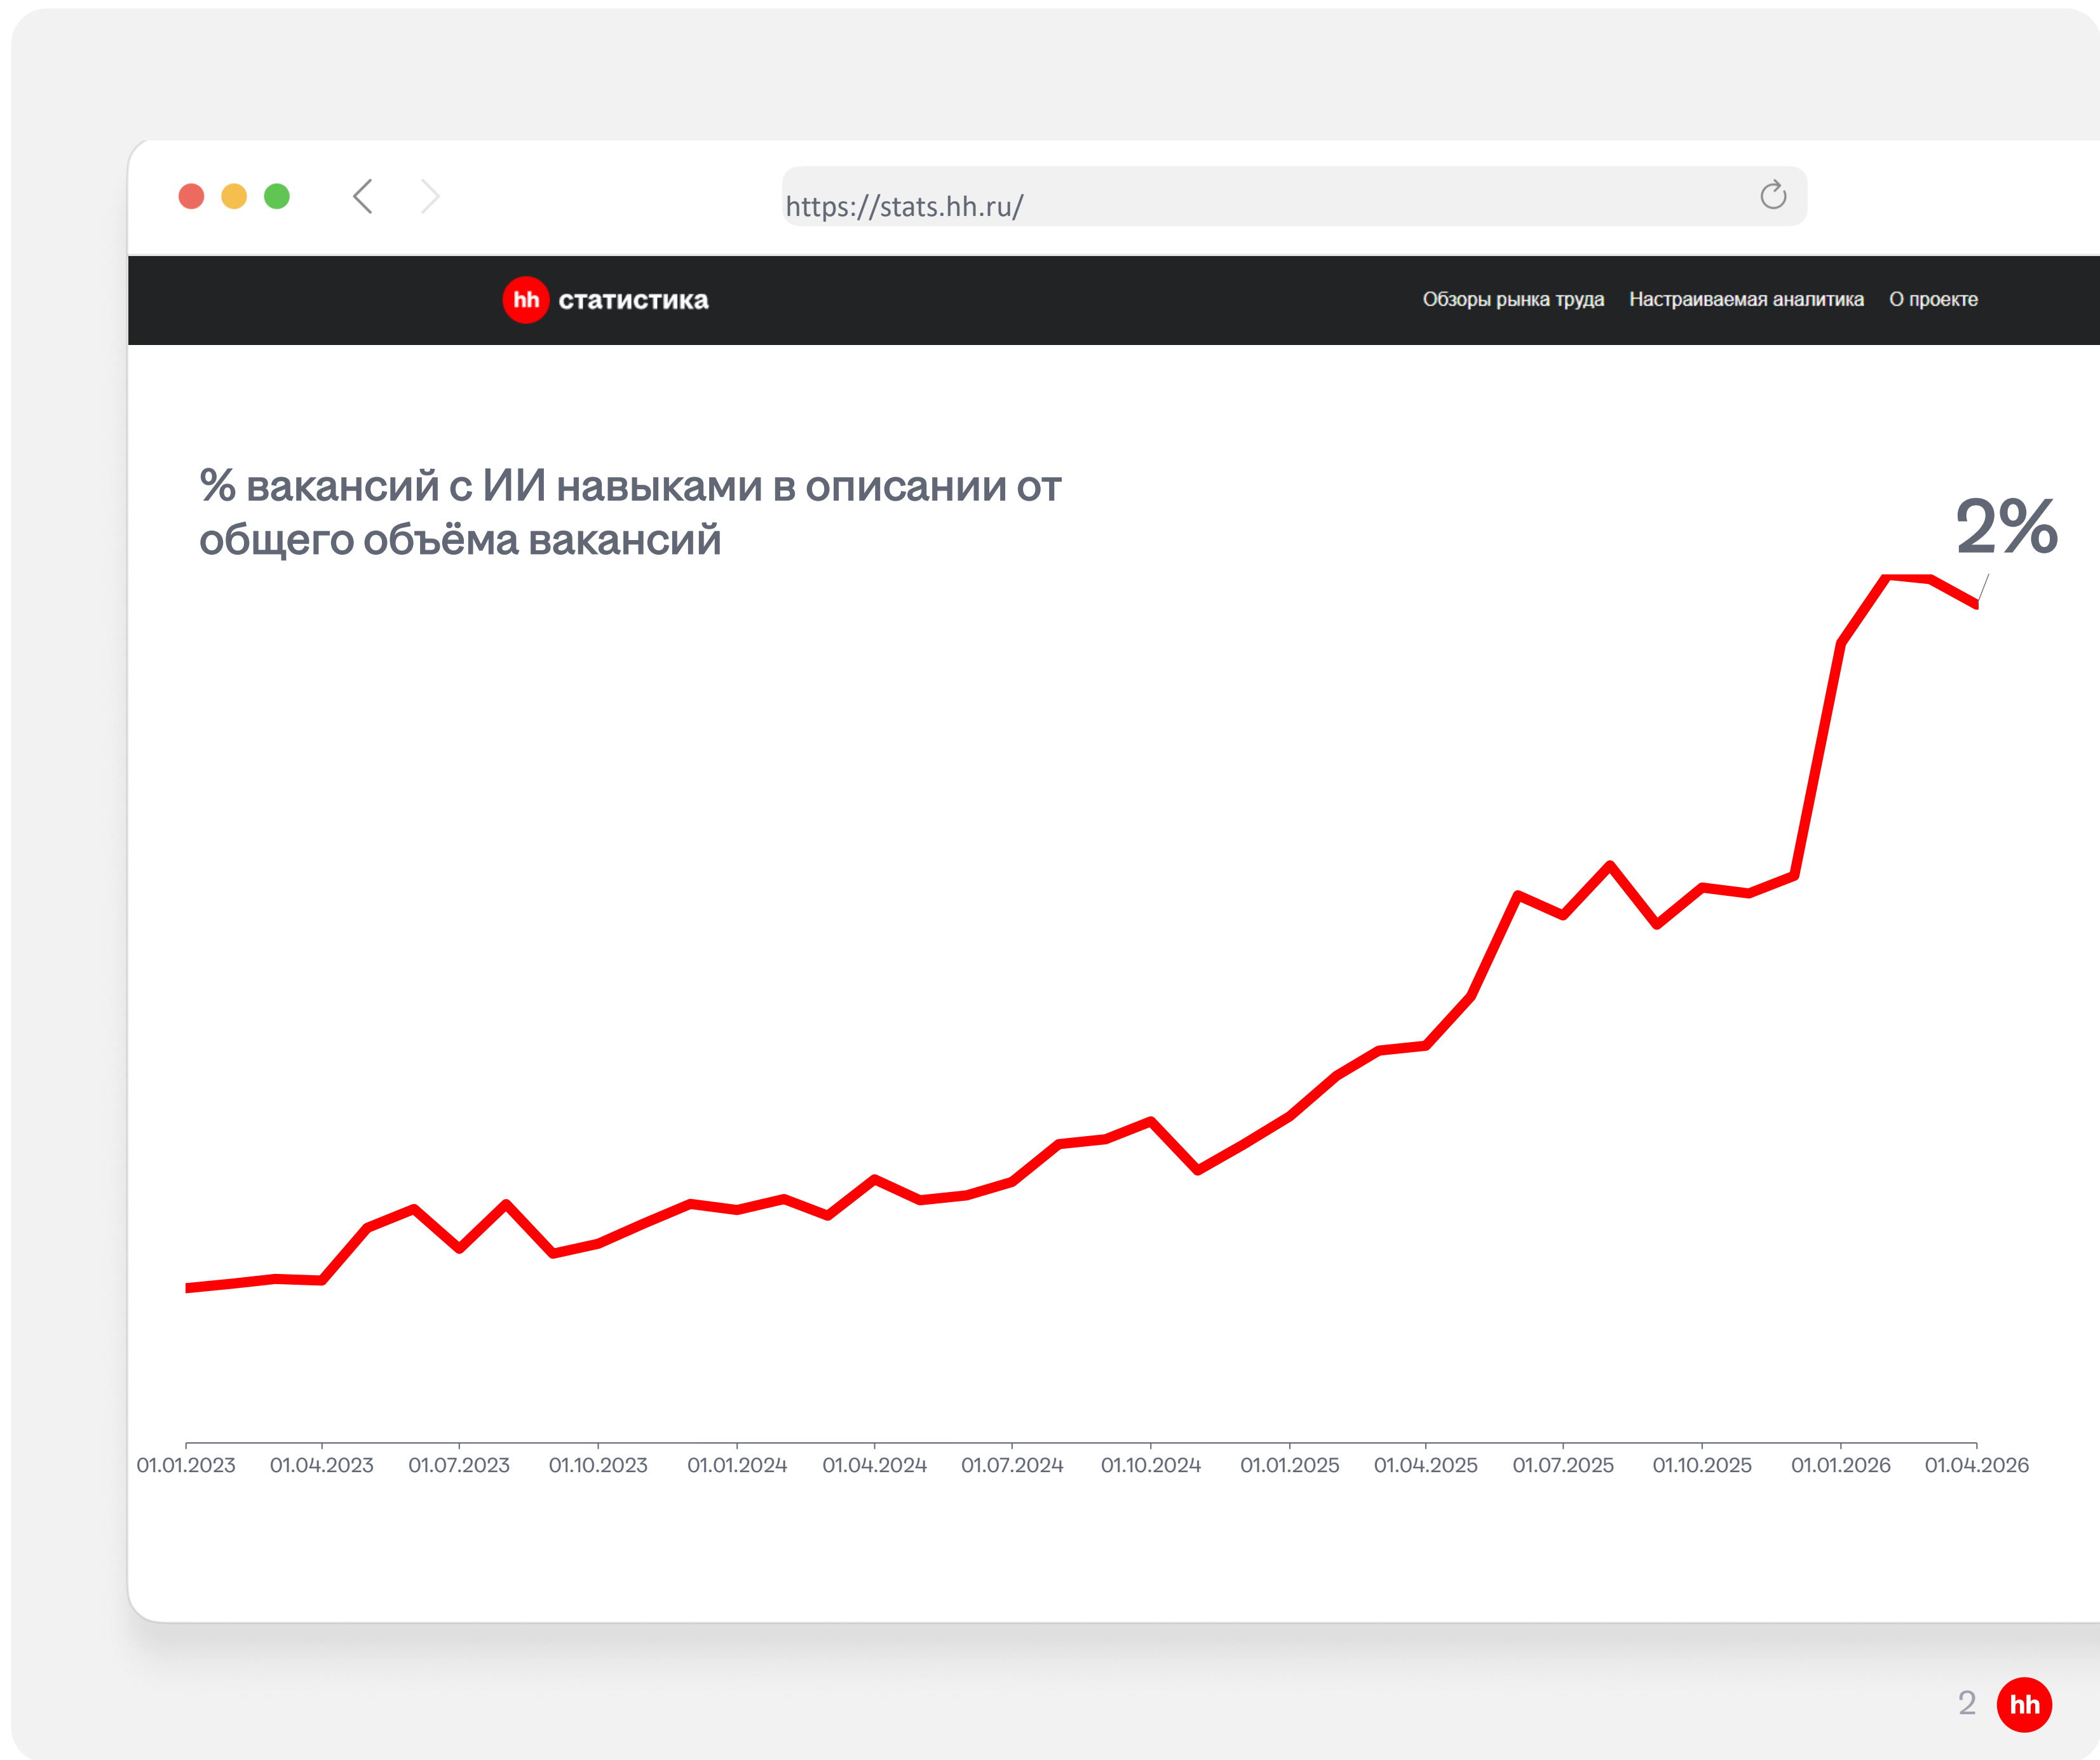 https://stats.hh.ru/
hh статистика
Обзоры рынка труда Настраиваемая аналитика О проекте
% вакансий с ИИ навыками в описании от
общего объёма вакансий
2%
01.01.2023 01.04.2023 01.07.2023 01.10.2023 01.01.2024 01.04.2024 01.07.2024 01.10.2024 01.01.2025 01.04.2025 01.07.2025 01.10.2025 01.01.2026 01.04.2026
2 hh